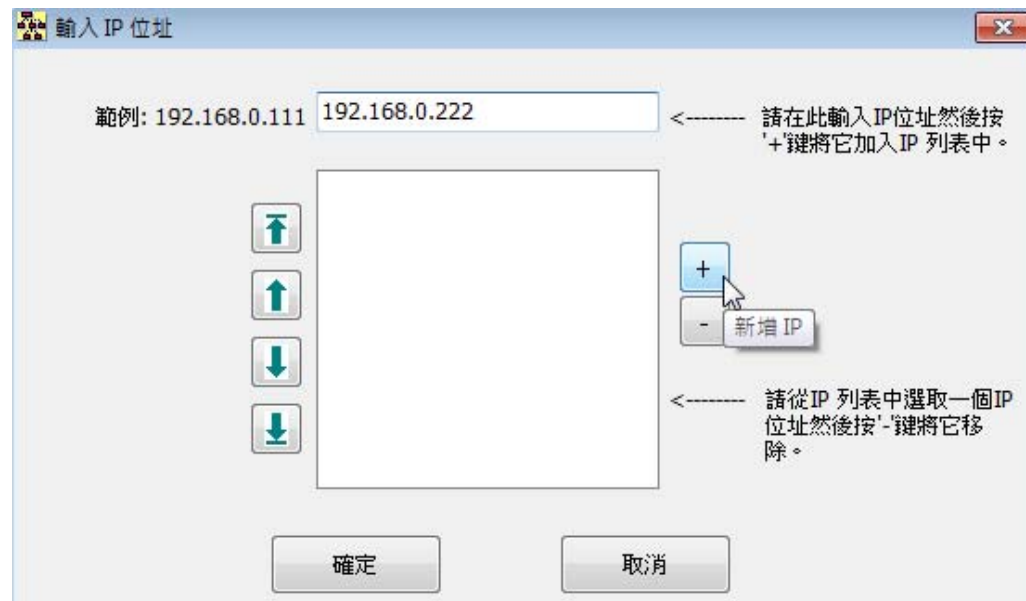 輸入 IP 位址
範例: 192.168.0.111
192.168.0.222
<-------- 請在此輸入IP位址然後按
'+'鍵將它加入IP 列表中。
+
-
新增 IP
<-------- 請從IP 列表中選取一個IP
位址然後按'-'鍵將它移
除。
確定
取消